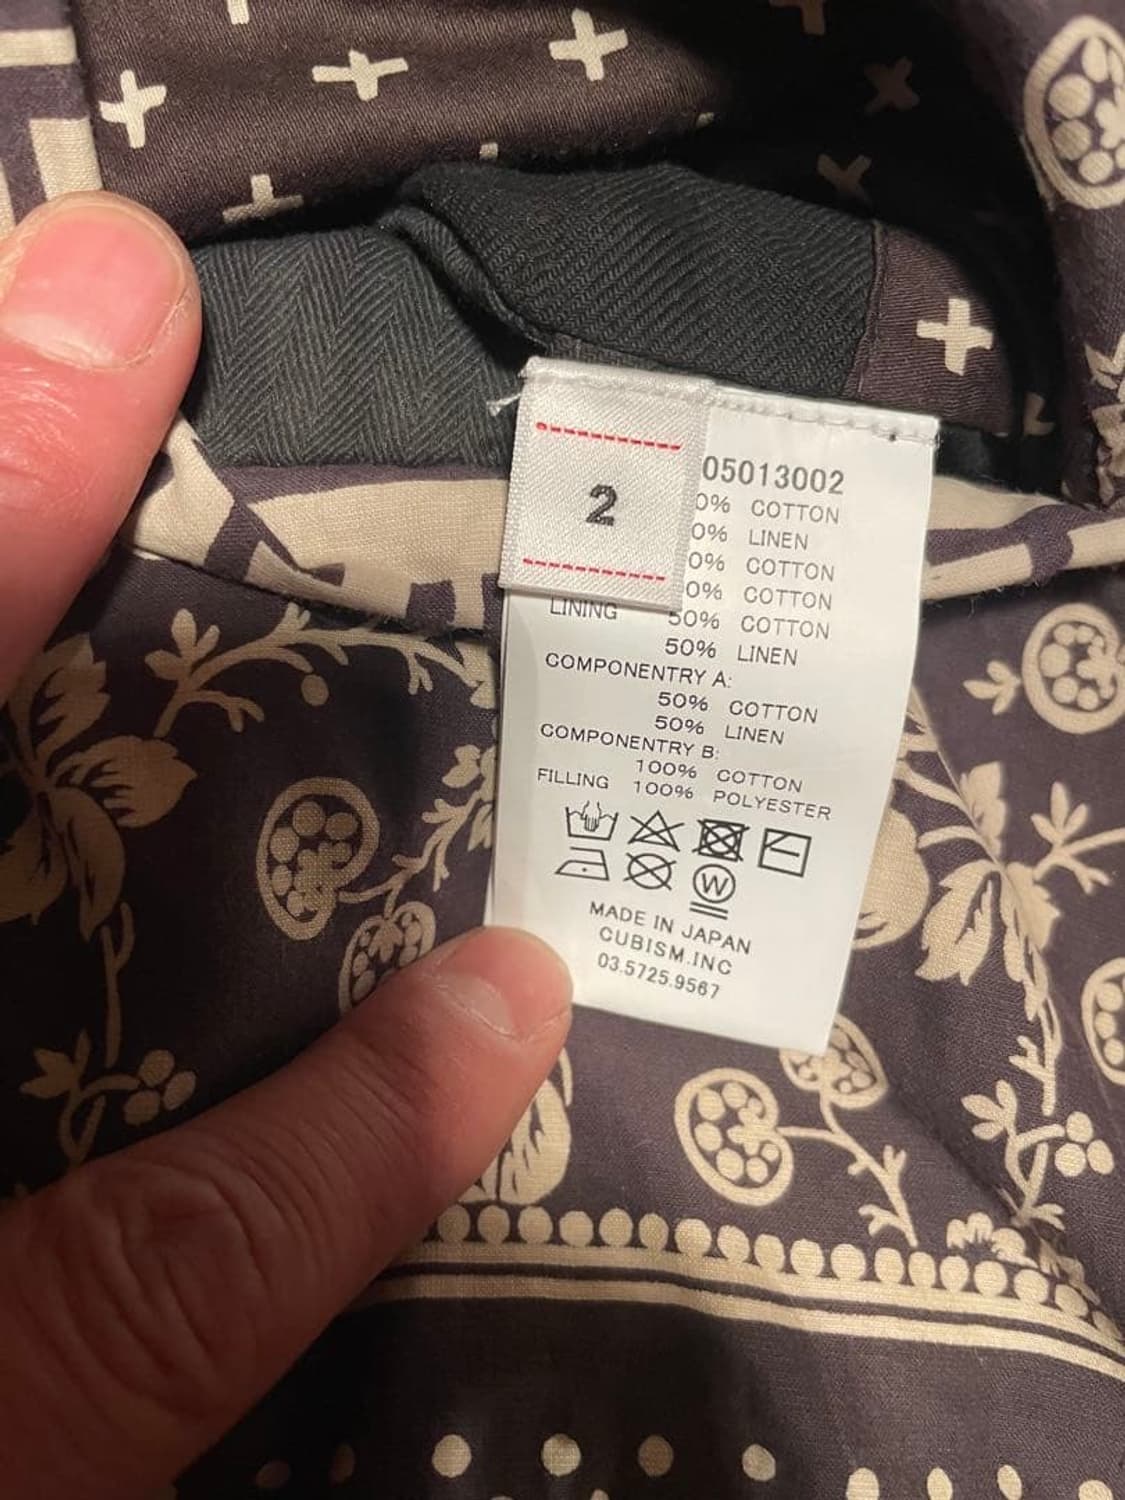 2
05013002
0% COTTON
0% LINEN
0% COTTON
0% COTTON
LINING 50% COTTON
50% LINEN
COMPONENTRY A:
50% COTTON
50% LINEN
COMPONENTRY B:
100% COTTON
FILLING 100% POLYESTER
W
MADE IN JAPAN
CUBISM.INC
03.5725.9567